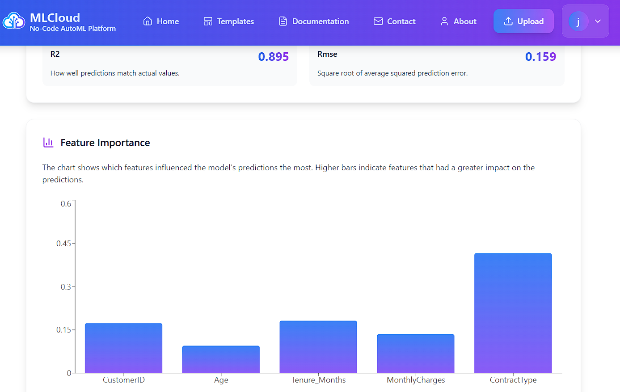 MLCloud
No-Code AutoML Platform
Home
Templates
Documentation
Contact
About
Upload
j
R2
0.895
How well predictions match actual values.
Rmse
0.159
Square root of average squared prediction error.
Feature Importance
The chart shows which features influenced the model's predictions the most. Higher bars indicate features that had a greater impact on the
predictions.
0.6
0.45
0.3
0.15
0
CustomerID
Age
Tenure_Months
MonthlyCharges
ContractType